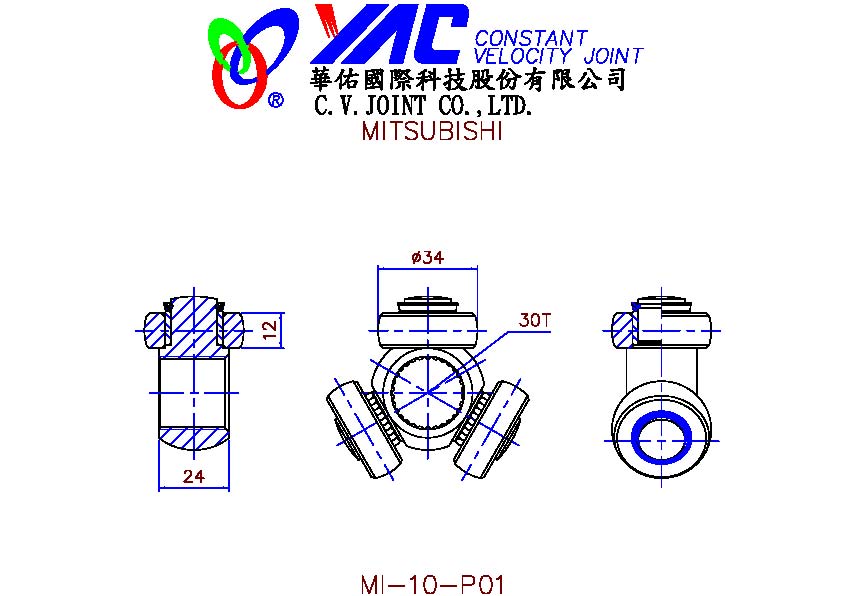 YAC CONSTANT
VELOCITY JOINT
華佑國際科技股份有限公司
® C.V.JOINT CO.,LTD.
MITSUBISHI
ø34
30T
12
24
MI-10-P01